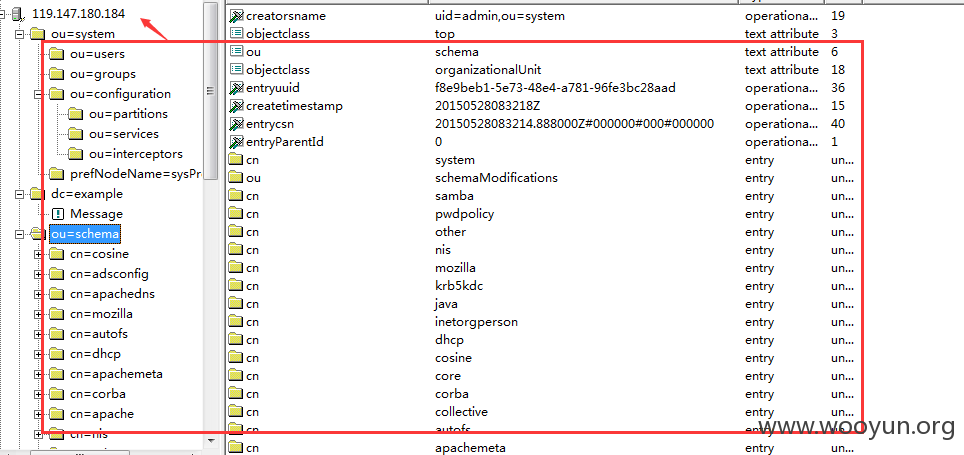 119.147.180.184
ou=system
ou=users
ou=groups
ou=configuration
ou=partitions
ou=services
ou=interceptors
prefNodeName=sysPr
dc=example
Message
ou=schema
cn=cosine
cn=adsconfig
cn=apachedns
cn=mozilla
cn=autofs
cn=dhcp
cn=apachemeta
cn=corba
cn=apache
cn=nis
creatorsname uid=admin,ou=system operationa... 19
objectclass top text attribute 3
ou schema text attribute 6
objectclass organizationalUnit text attribute 18
entryuuid f8e9beb1-5e73-48e4-a781-96fe3bc28aad operationa... 36
createtimestamp 20150528083218Z operationa... 15
entrycsn 20150528083214.888000Z#000000#000#000000 operationa... 40
entryParentId 0 operationa... 1
cn system entry un...
ou schemaModifications entry un...
cn samba entry un...
cn pwdpolicy entry un...
cn other entry un...
cn nis entry un...
cn mozilla entry un...
cn krb5kdc entry un...
cn java entry un...
cn inetorgperson entry un...
cn dhcp entry un...
cn cosine entry un...
cn core entry un...
cn corba entry un...
cn collective entry un...
cn autofs entry un...
cn apachemeta entry un...
www.wooyun.org